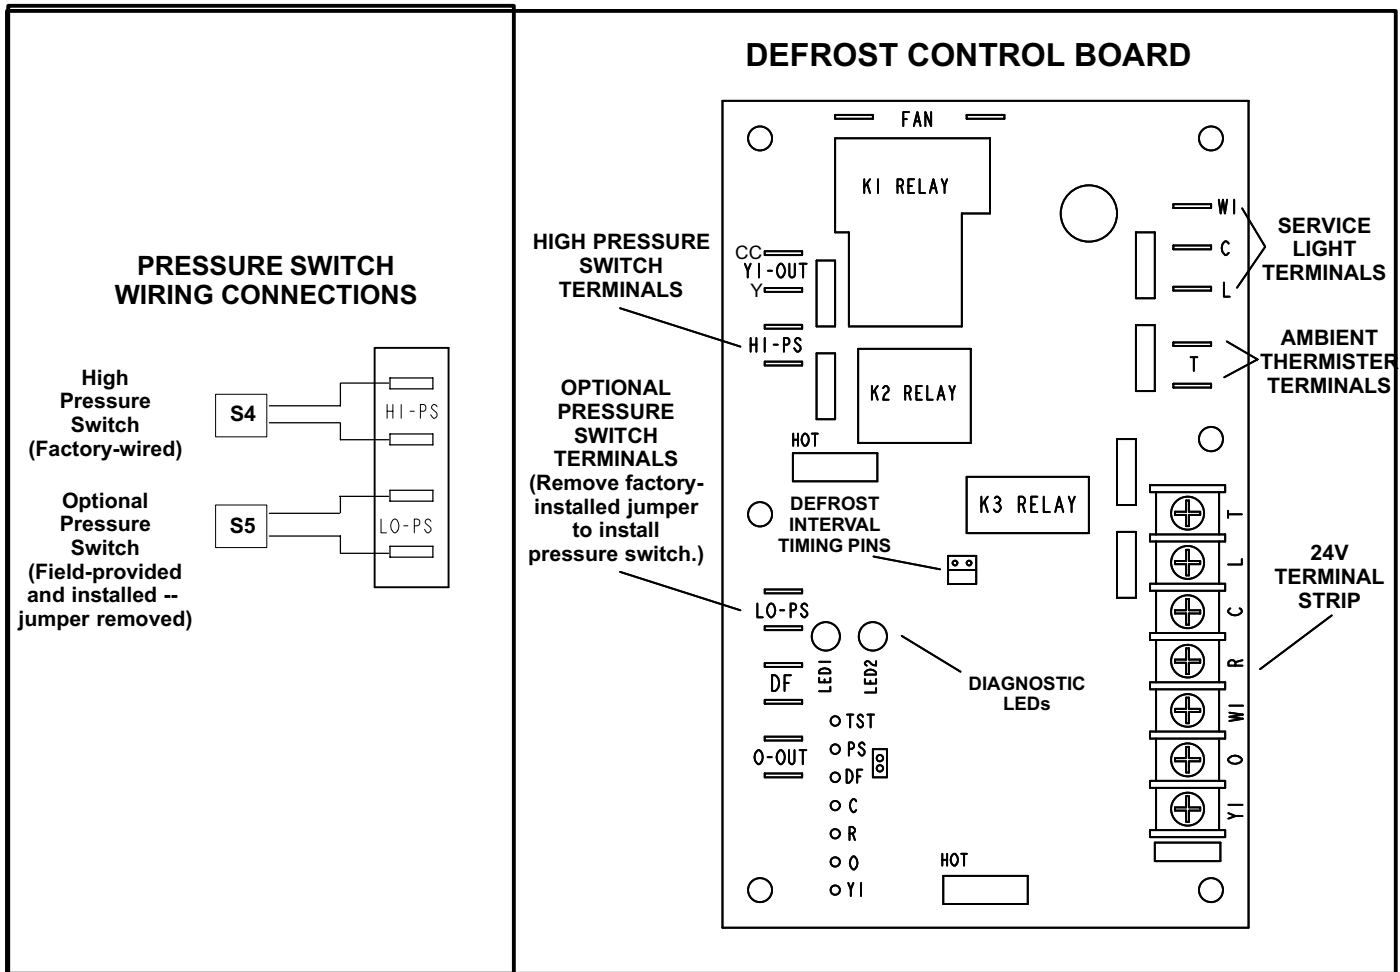 PRESSURE SWITCH
WIRING CONNECTIONS
High
Pressure
Switch
(Factory-wired)
S4
HI-PS
Optional
Pressure
Switch
(Field-provided
and installed --
jumper removed)
S5
LO-PS
DEFROST CONTROL BOARD
FAN
K1 RELAY
HIGH PRESSURE
SWITCH
TERMINALS
CC
Y1-OUT
Y
HI-PS
K2 RELAY
OPTIONAL
PRESSURE
SWITCH
TERMINALS
(Remove factory-
installed jumper
to install
pressure switch.)
HOT
DEFROST
INTERVAL
TIMING PINS
K3 RELAY
LO-PS
LED1
LED2
DIAGNOSTIC
LEDs
DF
O-OUT
TST
PS
DF
C
R
O
Y1
HOT
W1
C
L
SERVICE
LIGHT
TERMINALS
T
AMBIENT
THERMISTER
TERMINALS
T
L
C
R
W1
O
Y1
24V
TERMINAL
STRIP